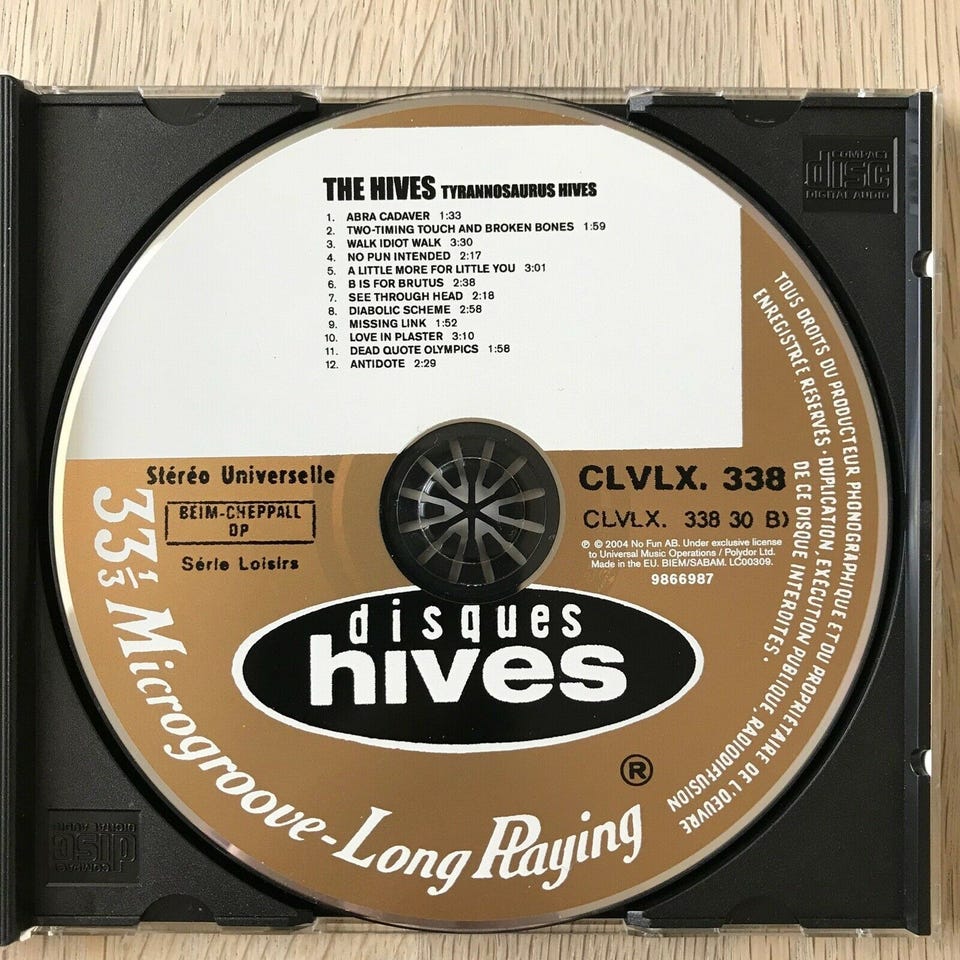 THE HIVES TYRANNOSAURUS HIVES
1. ABRA CADAVER 1:33
2. TWO-TIMING TOUCH AND BROKEN BONES 1:59
3. WALK IDIOT WALK 3:30
4. NO PUN INTENDED 2:17
5. A LITTLE MORE FOR LITTLE YOU 3:01
6. B IS FOR BRUTUS 2:38
7. SEE THROUGH HEAD 2:18
8. DIABOLIC SCHEME 2:58
9. MISSING LINK 1:52
10. LOVE IN PLASTER 3:10
11. DEAD QUOTE OLYMPICS 1:58
12. ANTIDOTE 2:29
COMPACT
disc
DIGITAL AUDIO
Stéréo Universelle
BEIM-CHEPPALL
DP
Série Loisirs
CLVLX. 338
CLVLX. 338 30 B)
℗ © 2004 No Fun AB. Under exclusive license
to Universal Music Operations / Polydor Ltd.
Made in the EU. BIEM/SABAM. LC00309.
9866987
TOUS DROITS DU PRODUCTEUR PHONOGRAPHIQUE ET DU PROPRIÉTAIRE DE L'OEUVRE
ENREGISTRÉE RESERVÉS · DUPLICATION, EXÉCUTION PUBLIQUE, RADIODIFFUSION
DE CE DISQUE INTERDITES.
disques
hives
®
33⅓ Microgroove-Long Playing
COMPACT
disc
DIGITAL AUDIO